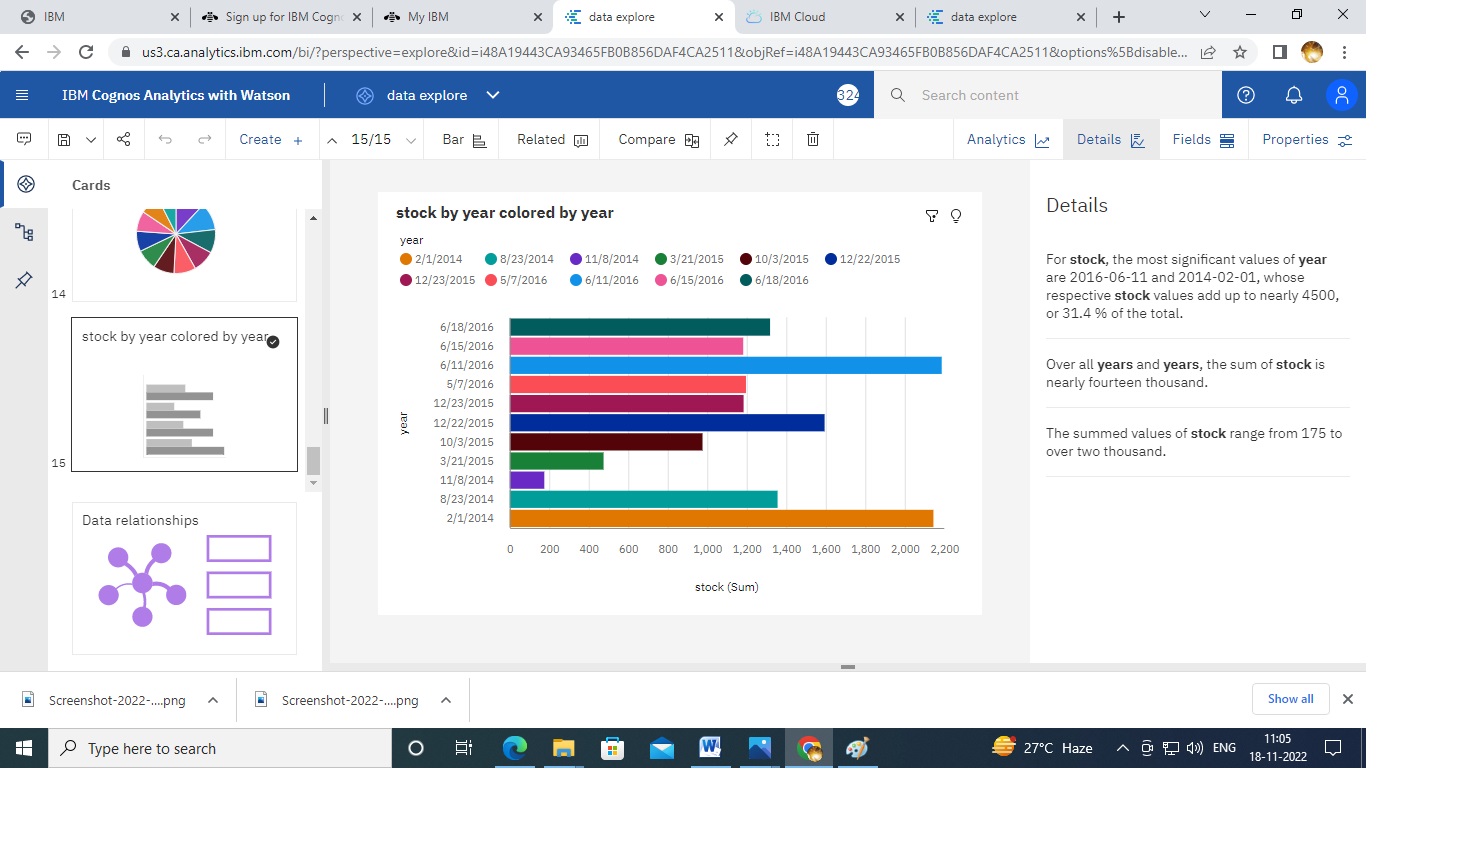 IBM
Sign up for IBM Cogn
My IBM
data explore
IBM Cloud
data explore
us3.ca.analytics.ibm.com/bi/?perspective=explore&id=i48A19443CA93465FB0B856DAF4CA2511&objRef=i48A19443CA93465FB0B856DAF4CA2511&options%5Bdisable...
IBM Cognos Analytics with Watson
data explore
324
Search content
Create +
15/15
Bar
Related
Compare
Analytics
Details
Fields
Properties
Cards
14
stock by year colored by year
15
Data relationships
stock by year colored by year
year
2/1/2014 8/23/2014 11/8/2014 3/21/2015 10/3/2015 12/22/2015
12/23/2015 5/7/2016 6/11/2016 6/15/2016 6/18/2016
year
6/18/2016
6/15/2016
6/11/2016
5/7/2016
12/23/2015
12/22/2015
10/3/2015
3/21/2015
11/8/2014
8/23/2014
2/1/2014
0 200 400 600 800 1,000 1,200 1,400 1,600 1,800 2,000 2,200
stock (Sum)
Details
For stock, the most significant values of year
are 2016-06-11 and 2014-02-01, whose
respective stock values add up to nearly 4500,
or 31.4 % of the total.
Over all years and years, the sum of stock is
nearly fourteen thousand.
The summed values of stock range from 175 to
over two thousand.
Screenshot-2022-....png
Screenshot-2022-....png
Show all
Type here to search
27°C Haze
ENG
11:05
18-11-2022